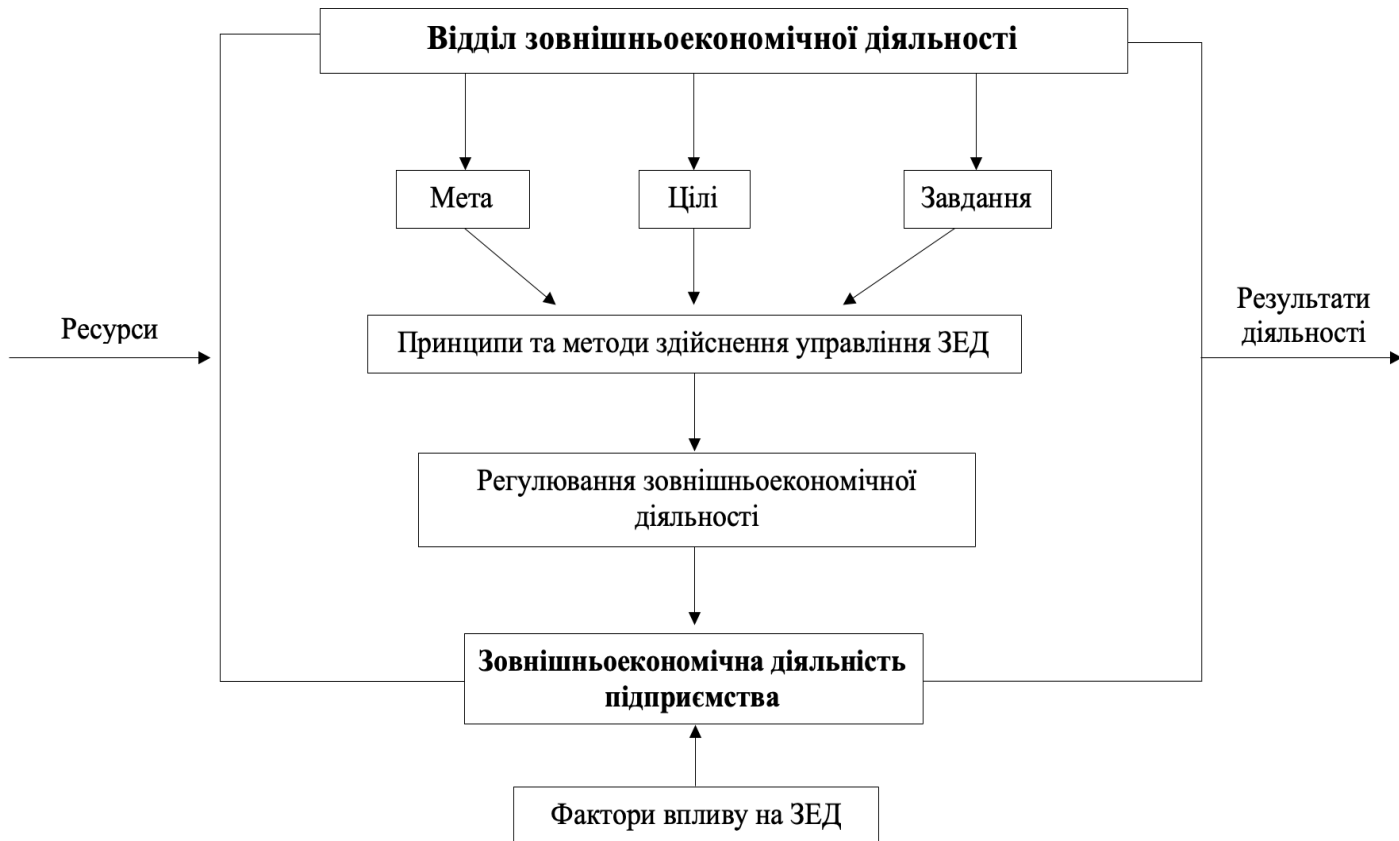 Відділ зовнішньоекономічної діяльності
Мета
Цілі
Завдання
Ресурси
Результати
діяльності
Принципи та методи здійснення управління ЗЕД
Регулювання зовнішньоекономічної
діяльності
Зовнішньоекономічна діяльність
підприємства
Фактори впливу на ЗЕД